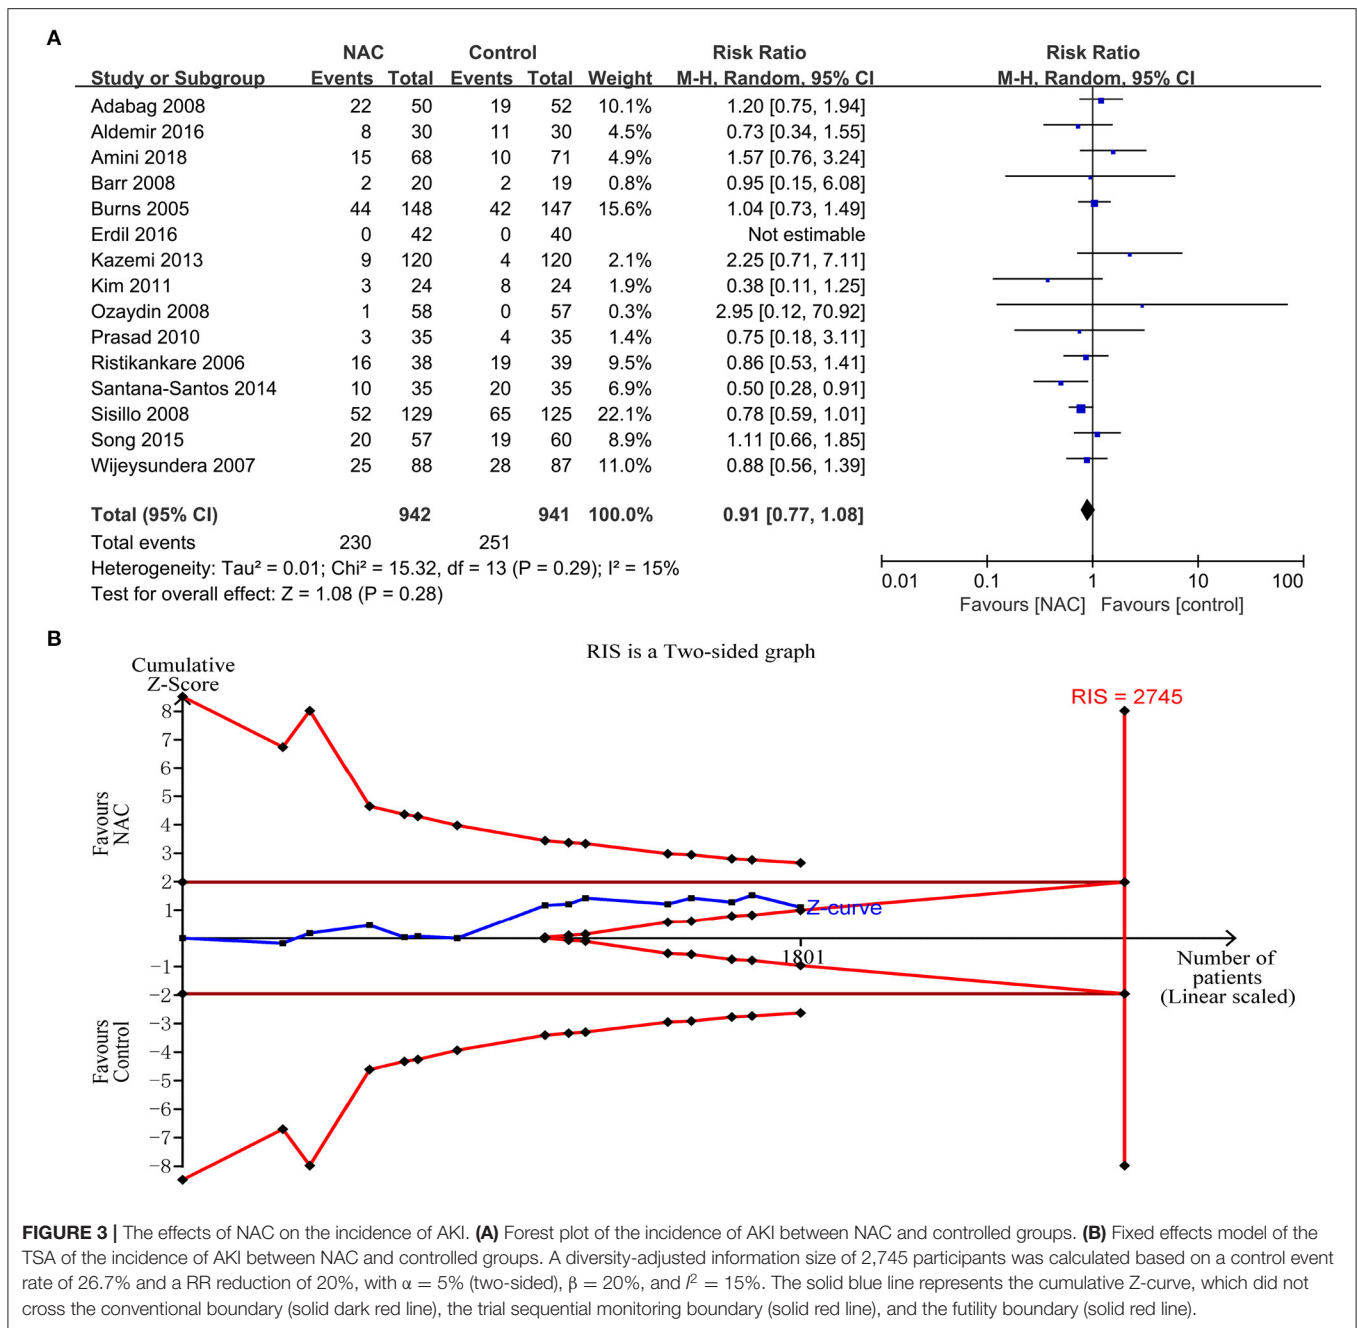 A
NAC Control Risk Ratio Risk Ratio
Study or Subgroup Events Total Events Total Weight M-H, Random, 95% CI M-H, Random, 95% CI
Adabag 2008 22 50 19 52 10.1% 1.20 [0.75, 1.94]
Aldemir 2016 8 30 11 30 4.5% 0.73 [0.34, 1.55]
Amini 2018 15 68 10 71 4.9% 1.57 [0.76, 3.24]
Barr 2008 2 20 2 19 0.8% 0.95 [0.15, 6.08]
Burns 2005 44 148 42 147 15.6% 1.04 [0.73, 1.49]
Erdil 2016 0 42 0 40 Not estimable
Kazemi 2013 9 120 4 120 2.1% 2.25 [0.71, 7.11]
Kim 2011 3 24 8 24 1.9% 0.38 [0.11, 1.25]
Ozaydin 2008 1 58 0 57 0.3% 2.95 [0.12, 70.92]
Prasad 2010 3 35 4 35 1.4% 0.75 [0.18, 3.11]
Ristikankare 2006 16 38 19 39 9.5% 0.86 [0.53, 1.41]
Santana-Santos 2014 10 35 20 35 6.9% 0.50 [0.28, 0.91]
Sisillo 2008 52 129 65 125 22.1% 0.78 [0.59, 1.01]
Song 2015 20 57 19 60 8.9% 1.11 [0.66, 1.85]
Wijeysundera 2007 25 88 28 87 11.0% 0.88 [0.56, 1.39]
Total (95% CI) 942 941 100.0% 0.91 [0.77, 1.08]
Total events 230 251
Heterogeneity: Tau² = 0.01; Chi² = 15.32, df = 13 (P = 0.29); I² = 15%
Test for overall effect: Z = 1.08 (P = 0.28)
0.01 0.1 1 10 100
Favours [NAC] Favours [control]
B
RIS is a Two-sided graph
Cumulative
Z-Score
RIS = 2745
8
7
6
5
4
3
2
1
-1
-2
-3
-4
-5
-6
-7
-8
Favours
NAC
Favours
Control
Z-curve
1801
Number of
patients
(Linear scaled)
FIGURE 3 | The effects of NAC on the incidence of AKI. (A) Forest plot of the incidence of AKI between NAC and controlled groups. (B) Fixed effects model of the
TSA of the incidence of AKI between NAC and controlled groups. A diversity-adjusted information size of 2,745 participants was calculated based on a control event
rate of 26.7% and a RR reduction of 20%, with α = 5% (two-sided), β = 20%, and I² = 15%. The solid blue line represents the cumulative Z-curve, which did not
cross the conventional boundary (solid dark red line), the trial sequential monitoring boundary (solid red line), and the futility boundary (solid red line).